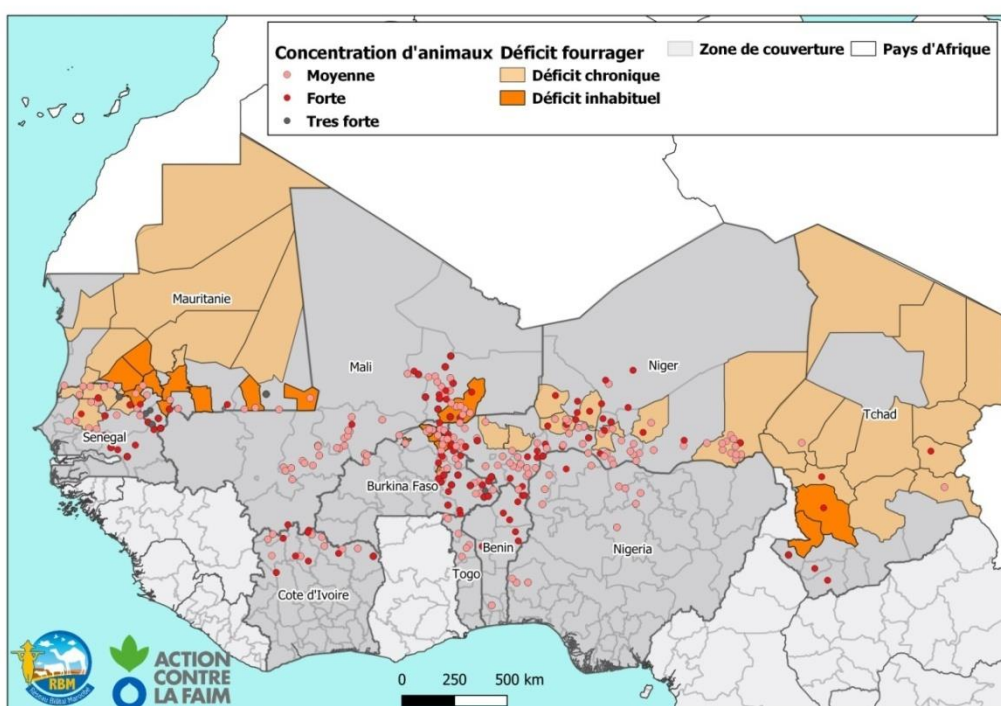 Concentration d'animaux
Moyenne
Forte
Tres forte
Déficit fourrager
Déficit chronique
Déficit inhabituel
Zone de couverture
Pays d'Afrique
Mauritanie
Mali
Niger
Tchad
Senegal
Burkina Faso
Benin
Nigeria
Togo
Cote d'Ivoire
RBM
ACTION
CONTRE
LA FAIM
0 250 500 km